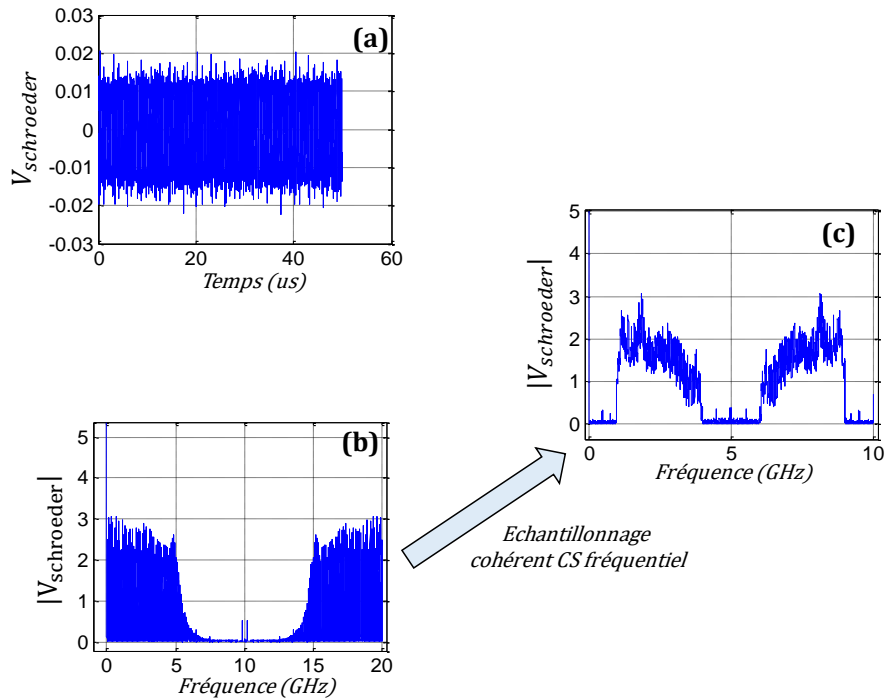 (a)
V_schroeder
0.03
0.02
0.01
0
-0.01
-0.02
-0.03
0 20 40 60
Temps (us)
(c)
|V_schroeder|
5
4
3
2
1
0
0 5 10
Fréquence (GHz)
(b)
|V_schroeder|
5
4
3
2
1
0
0 5 10 15 20
Fréquence (GHz)
Echantillonnage
cohérent CS fréquentiel